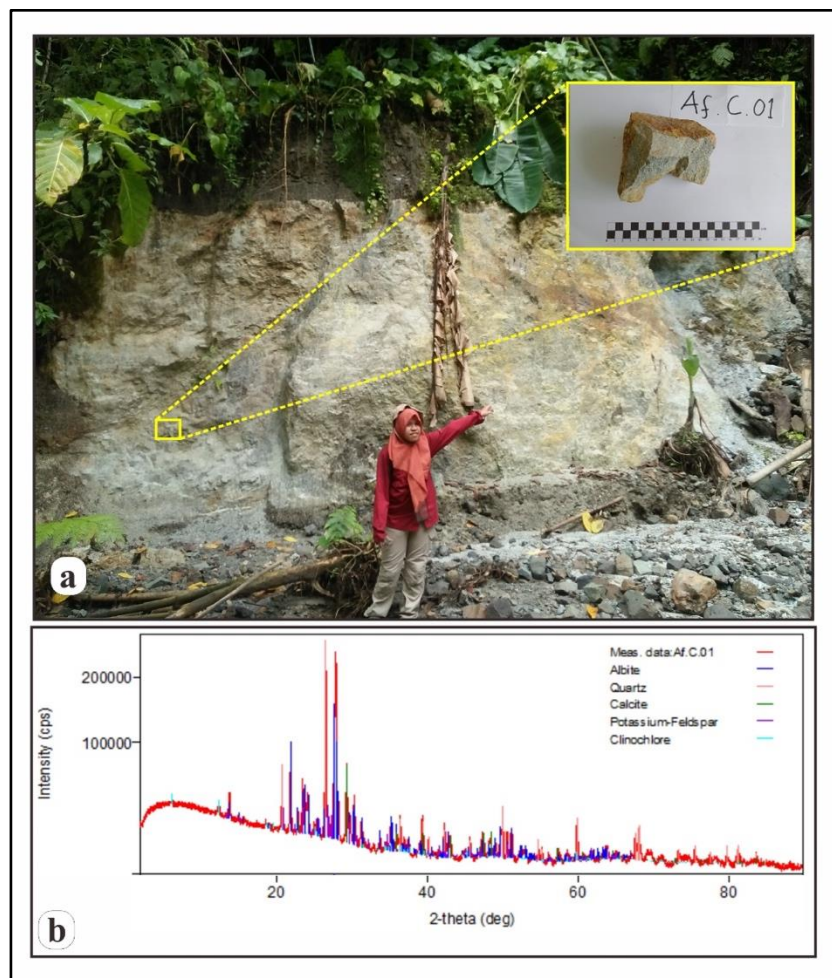 Af.C.01
a
200000
100000
Intensity (cps)
Meas. data:Af.C.01
Albite
Quartz
Calcite
Potassium-Feldspar
Clinochlore
20
40
60
80
2-theta (deg)
b